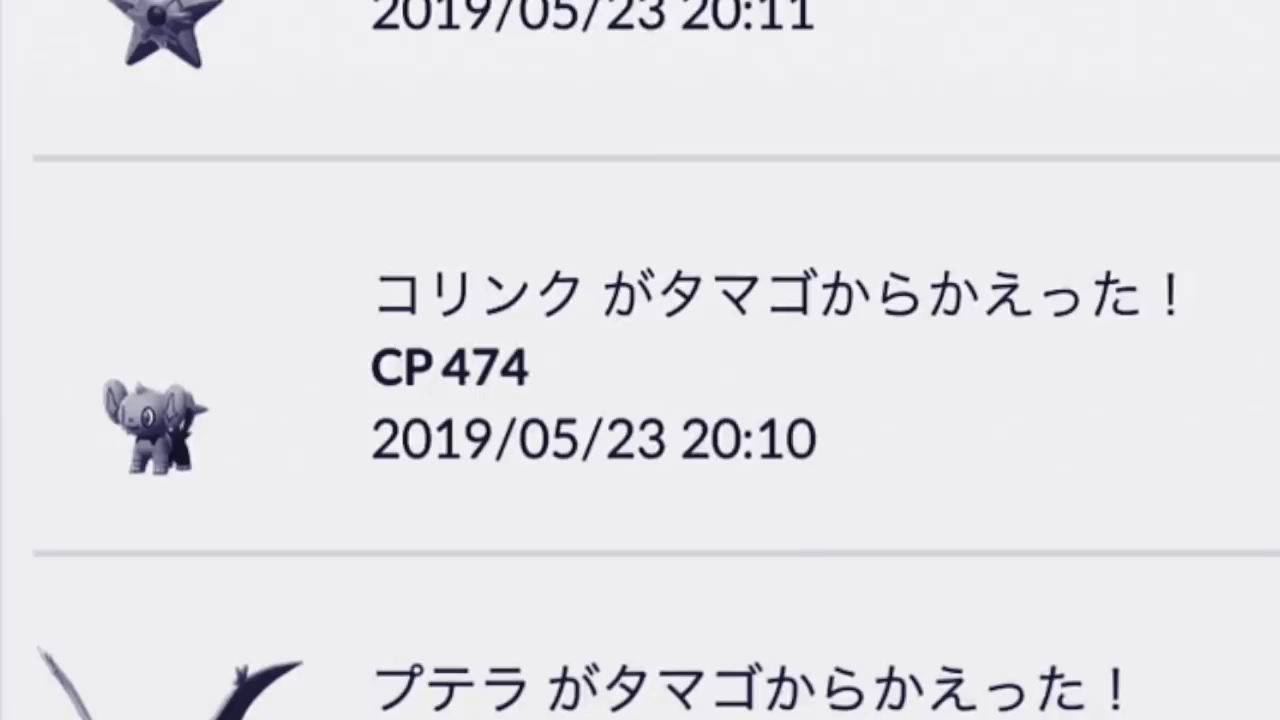 2019/05/23 20:11
コリンク がタマゴからかえった！
CP 474
2019/05/23 20:10
プテラ がタマゴからかえった！